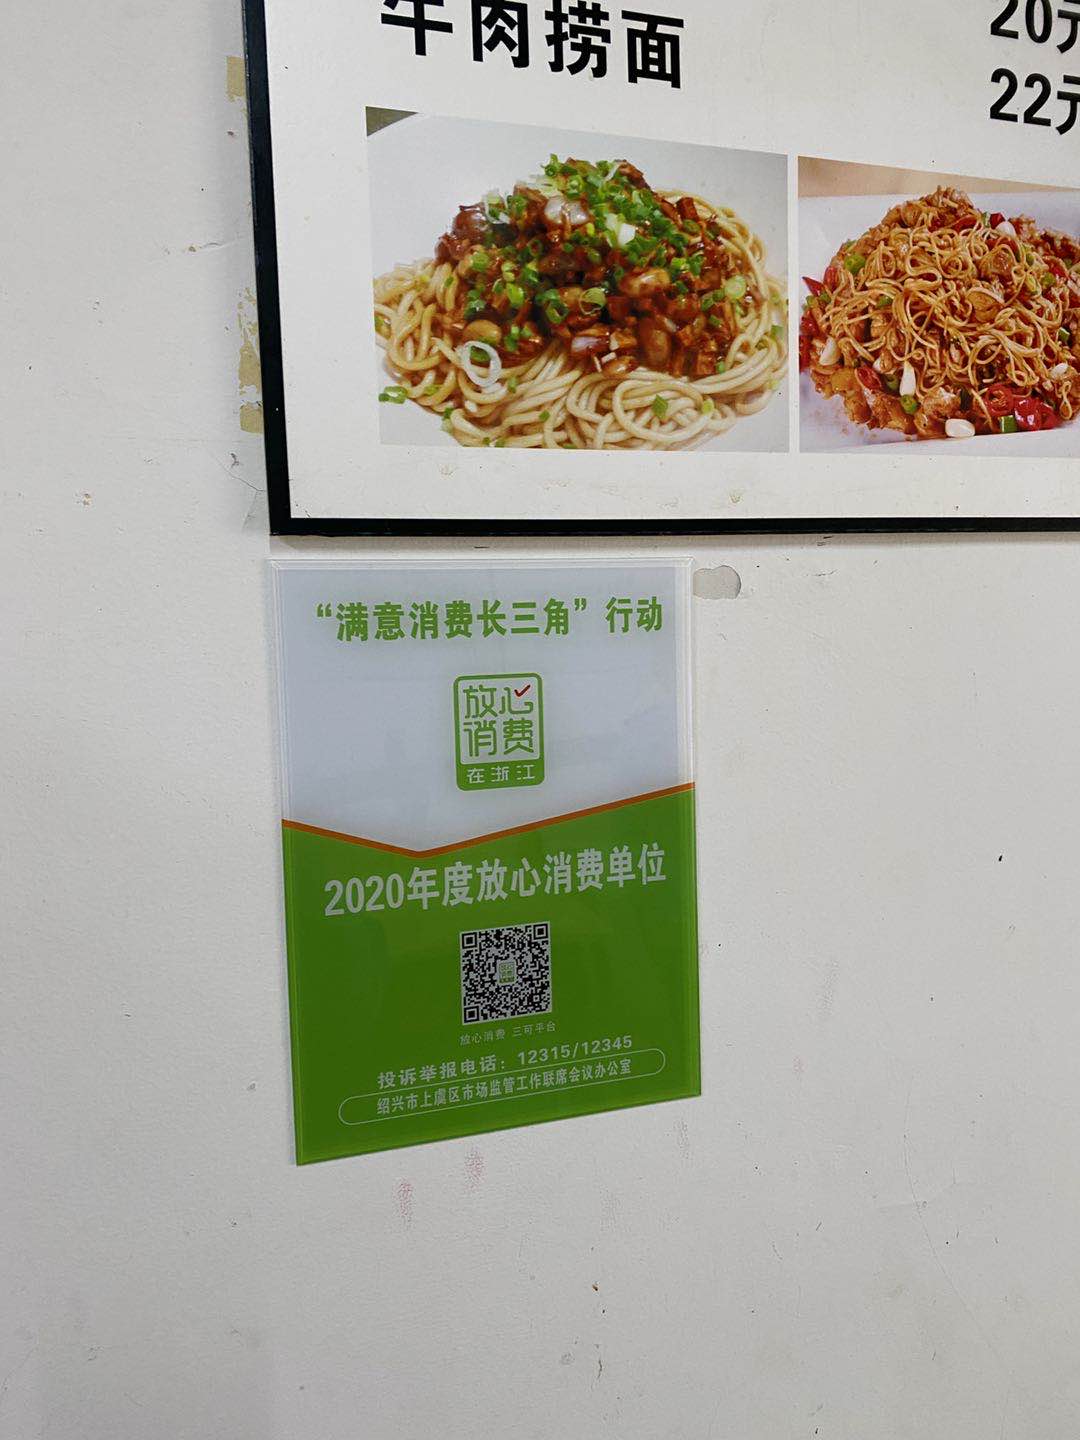 牛肉捞面
20元
22元
“满意消费长三角”行动
放心
消费
在浙江
2020年度放心消费单位
放心消费 三可平台
投诉举报电话：12315/12345
绍兴市上虞区市场监管工作联席会议办公室